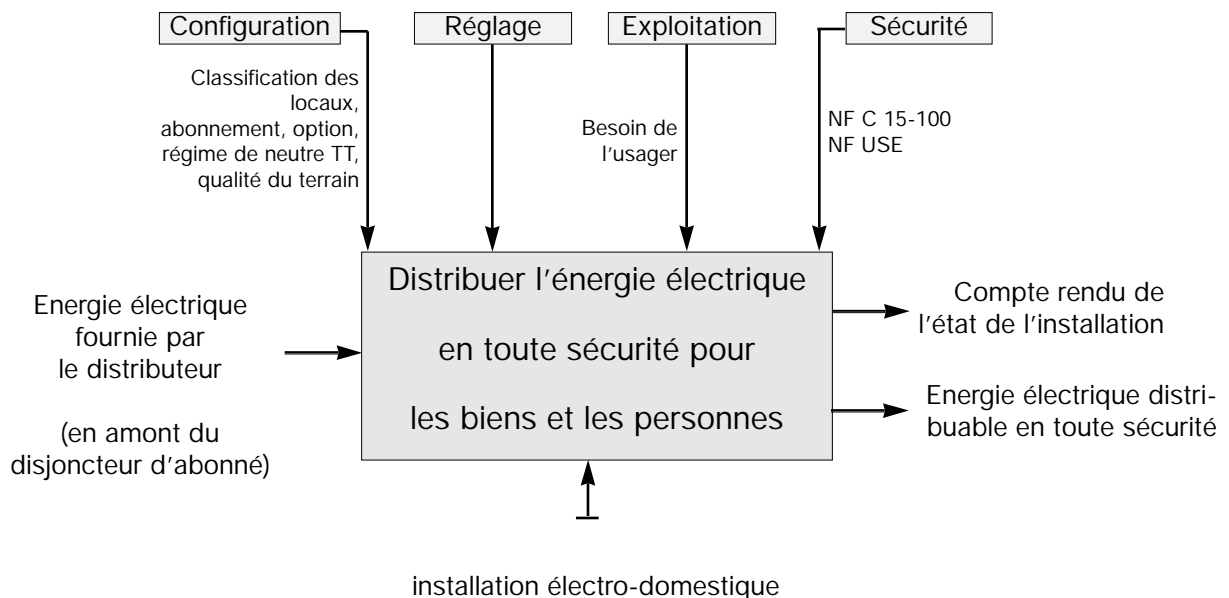 Configuration
Réglage
Exploitation
Sécurité
Classification des
locaux,
abonnement, option,
régime de neutre TT,
qualité du terrain
Besoin de
l'usager
NF C 15-100
NF USE
Energie électrique
fournie par
le distributeur
(en amont du
disjoncteur d'abonné)
Distribuer l'énergie électrique
en toute sécurité pour
les biens et les personnes
Compte rendu de
l'état de l'installation
Energie électrique distri-
buable en toute sécurité
installation électro-domestique